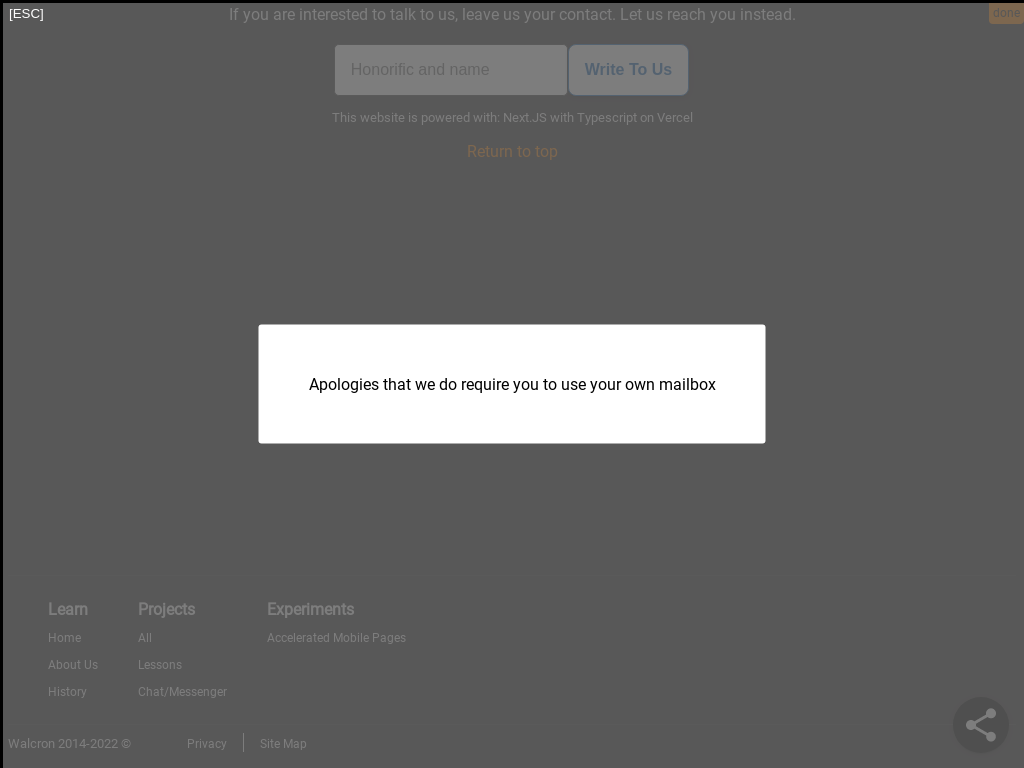 [ESC]
If you are interested to talk to us, leave us your contact. Let us reach you instead.
done
Honorific and name
Write To Us
This website is powered with: Next.JS with Typescript on Vercel
Return to top
Apologies that we do require you to use your own mailbox
Learn
Home
About Us
History
Projects
All
Lessons
Chat/Messenger
Experiments
Accelerated Mobile Pages
Walcron 2014-2022 ©
Privacy
Site Map